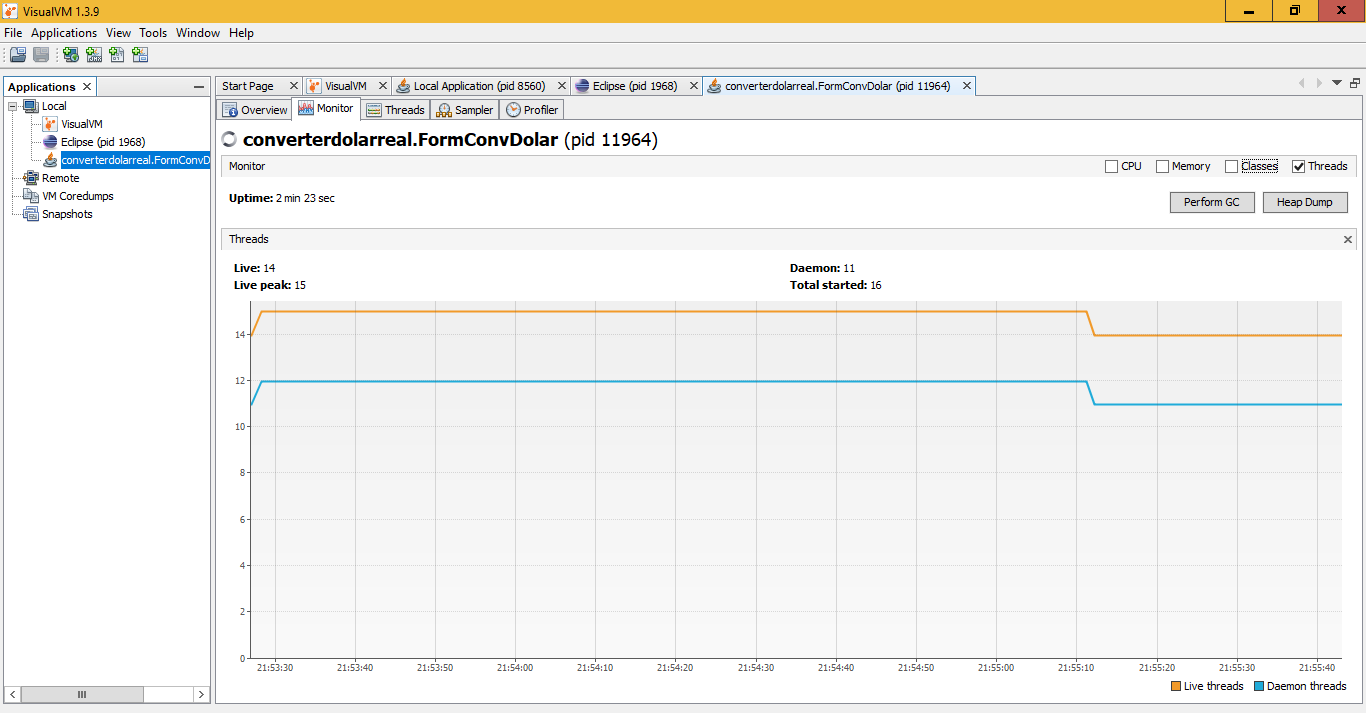 VisualVM 1.3.9
File Applications View Tools Window Help
Applications
Local
VisualVM
Eclipse (pid 1968)
converterdolarreal.FormConvD
Remote
VM Coredumps
Snapshots
Start Page VisualVM Local Application (pid 8560) Eclipse (pid 1968) converterdolarreal.FormConvDolar (pid 11964)
Overview Monitor Threads Sampler Profiler
converterdolarreal.FormConvDolar (pid 11964)
Monitor CPU Memory Classes Threads
Uptime: 2 min 23 sec Perform GC Heap Dump
Threads
Live: 14 Daemon: 11
Live peak: 15 Total started: 16
14
12
10
8
6
4
2
0
21:53:30 21:53:40 21:53:50 21:54:00 21:54:10 21:54:20 21:54:30 21:54:40 21:54:50 21:55:00 21:55:10 21:55:20 21:55:30 21:55:40
Live threads Daemon threads